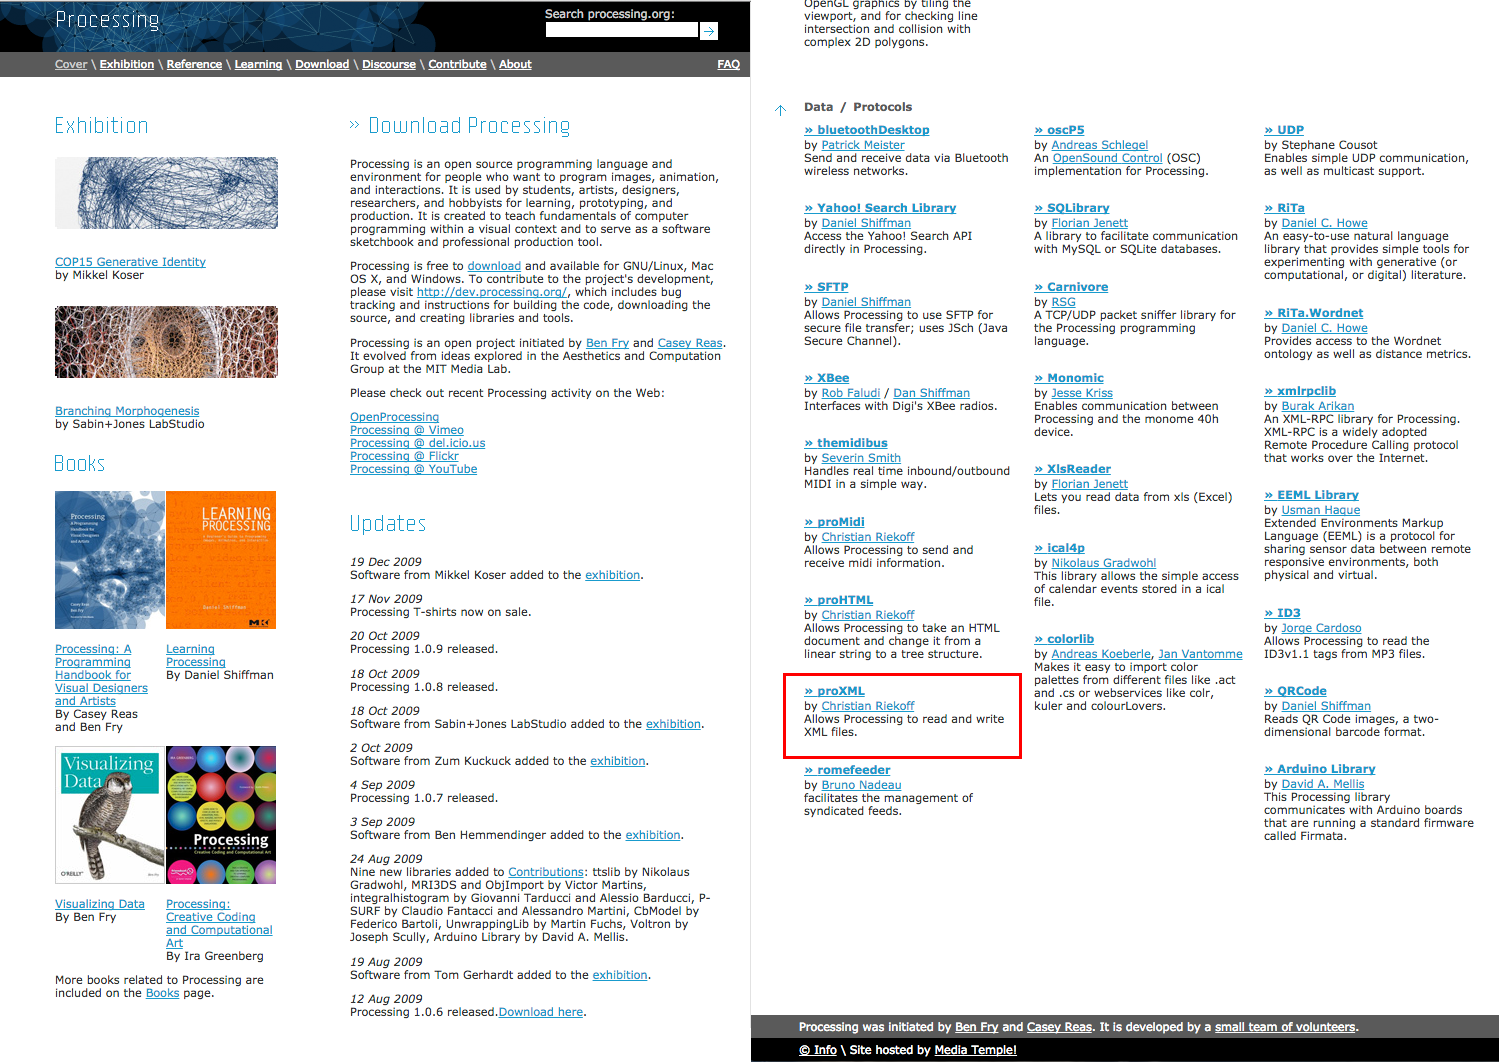 Processing
Search processing.org:
Cover \ Exhibition \ Reference \ Learning \ Download \ Discourse \ Contribute \ About
FAQ
Exhibition
COP15 Generative Identity
by Mikkel Koser
Branching Morphogenesis
by Sabin+Jones LabStudio
Books
Processing
A Programming
Handbook for
Visual Designers
and Artists
Casey Reas
Ben Fry
LEARNING
PROCESSING
Daniel Shiffman
MK
Processing: A
Programming
Handbook for
Visual Designers
and Artists
By Casey Reas
and Ben Fry
Learning
Processing
By Daniel Shiffman
Visualizing
Data
O'REILLY
Ben Fry
IRA GREENBERG
Processing
Creative Coding and Computational Art
Visualizing Data
By Ben Fry
Processing:
Creative Coding
and Computational
Art
By Ira Greenberg
More books related to Processing are
included on the Books page.
» Download Processing
Processing is an open source programming language and
environment for people who want to program images, animation,
and interactions. It is used by students, artists, designers,
researchers, and hobbyists for learning, prototyping, and
production. It is created to teach fundamentals of computer
programming within a visual context and to serve as a software
sketchbook and professional production tool.
Processing is free to download and available for GNU/Linux, Mac
OS X, and Windows. To contribute to the project's development,
please visit http://dev.processing.org/, which includes bug
tracking and instructions for building the code, downloading the
source, and creating libraries and tools.
Processing is an open project initiated by Ben Fry and Casey Reas.
It evolved from ideas explored in the Aesthetics and Computation
Group at the MIT Media Lab.
Please check out recent Processing activity on the Web:
OpenProcessing
Processing @ Vimeo
Processing @ del.icio.us
Processing @ Flickr
Processing @ YouTube
Updates
19 Dec 2009
Software from Mikkel Koser added to the exhibition.
17 Nov 2009
Processing T-shirts now on sale.
20 Oct 2009
Processing 1.0.9 released.
18 Oct 2009
Processing 1.0.8 released.
18 Oct 2009
Software from Sabin+Jones LabStudio added to the exhibition.
2 Oct 2009
Software from Zum Kuckuck added to the exhibition.
4 Sep 2009
Processing 1.0.7 released.
3 Sep 2009
Software from Ben Hemmendinger added to the exhibition.
24 Aug 2009
Nine new libraries added to Contributions: ttslib by Nikolaus
Gradwohl, MRI3DS and ObjImport by Victor Martins,
integralhistogram by Giovanni Tarducci and Alessio Barducci, P-
SURF by Claudio Fantacci and Alessandro Martini, CbModel by
Federico Bartoli, UnwrappingLib by Martin Fuchs, Voltron by
Joseph Scully, Arduino Library by David A. Mellis.
19 Aug 2009
Software from Tom Gerhardt added to the exhibition.
12 Aug 2009
Processing 1.0.6 released.Download here.
OpenGL graphics by tiling the
viewport, and for checking line
intersection and collision with
complex 2D polygons.
Data / Protocols
» bluetoothDesktop
by Patrick Meister
Send and receive data via Bluetooth
wireless networks.
» Yahoo! Search Library
by Daniel Shiffman
Access the Yahoo! Search API
directly in Processing.
» SFTP
by Daniel Shiffman
Allows Processing to use SFTP for
secure file transfer; uses JSch (Java
Secure Channel).
» XBee
by Rob Faludi / Dan Shiffman
Interfaces with Digi's XBee radios.
» themidibus
by Severin Smith
Handles real time inbound/outbound
MIDI in a simple way.
» proMidi
by Christian Riekoff
Allows Processing to send and
receive midi information.
» proHTML
by Christian Riekoff
Allows Processing to take an HTML
document and change it from a
linear string to a tree structure.
» proXML
by Christian Riekoff
Allows Processing to read and write
XML files.
» romefeeder
by Bruno Nadeau
facilitates the management of
syndicated feeds.
» oscP5
by Andreas Schlegel
An OpenSound Control (OSC)
implementation for Processing.
» SQLibrary
by Florian Jenett
A library to facilitate communication
with MySQL or SQLite databases.
» Carnivore
by RSG
A TCP/UDP packet sniffer library for
the Processing programming
language.
» Monomic
by Jesse Kriss
Enables communication between
Processing and the monome 40h
device.
» XlsReader
by Florian Jenett
Lets you read data from xls (Excel)
files.
» ical4p
by Nikolaus Gradwohl
This library allows the simple access
of calendar events stored in a ical
file.
» colorlib
by Andreas Koeberle, Jan Vantomme
Makes it easy to import color
palettes from different files like .act
and .cs or webservices like colr,
kuler and colourLovers.
» UDP
by Stephane Cousot
Enables simple UDP communication,
as well as multicast support.
» RiTa
by Daniel C. Howe
An easy-to-use natural language
library that provides simple tools for
experimenting with generative (or
computational, or digital) literature.
» RiTa.Wordnet
by Daniel C. Howe
Provides access to the Wordnet
ontology as well as distance metrics.
» xmlrpclib
by Burak Arikan
An XML-RPC library for Processing.
XML-RPC is a widely adopted
Remote Procedure Calling protocol
that works over the Internet.
» EEML Library
by Usman Haque
Extended Environments Markup
Language (EEML) is a protocol for
sharing sensor data between remote
responsive environments, both
physical and virtual.
» ID3
by Jorge Cardoso
Allows Processing to read the
ID3v1.1 tags from MP3 files.
» QRCode
by Daniel Shiffman
Reads QR Code images, a two-
dimensional barcode format.
» Arduino Library
by David A. Mellis
This Processing library
communicates with Arduino boards
that are running a standard firmware
called Firmata.
Processing was initiated by Ben Fry and Casey Reas. It is developed by a small team of volunteers.
© Info \ Site hosted by Media Temple!